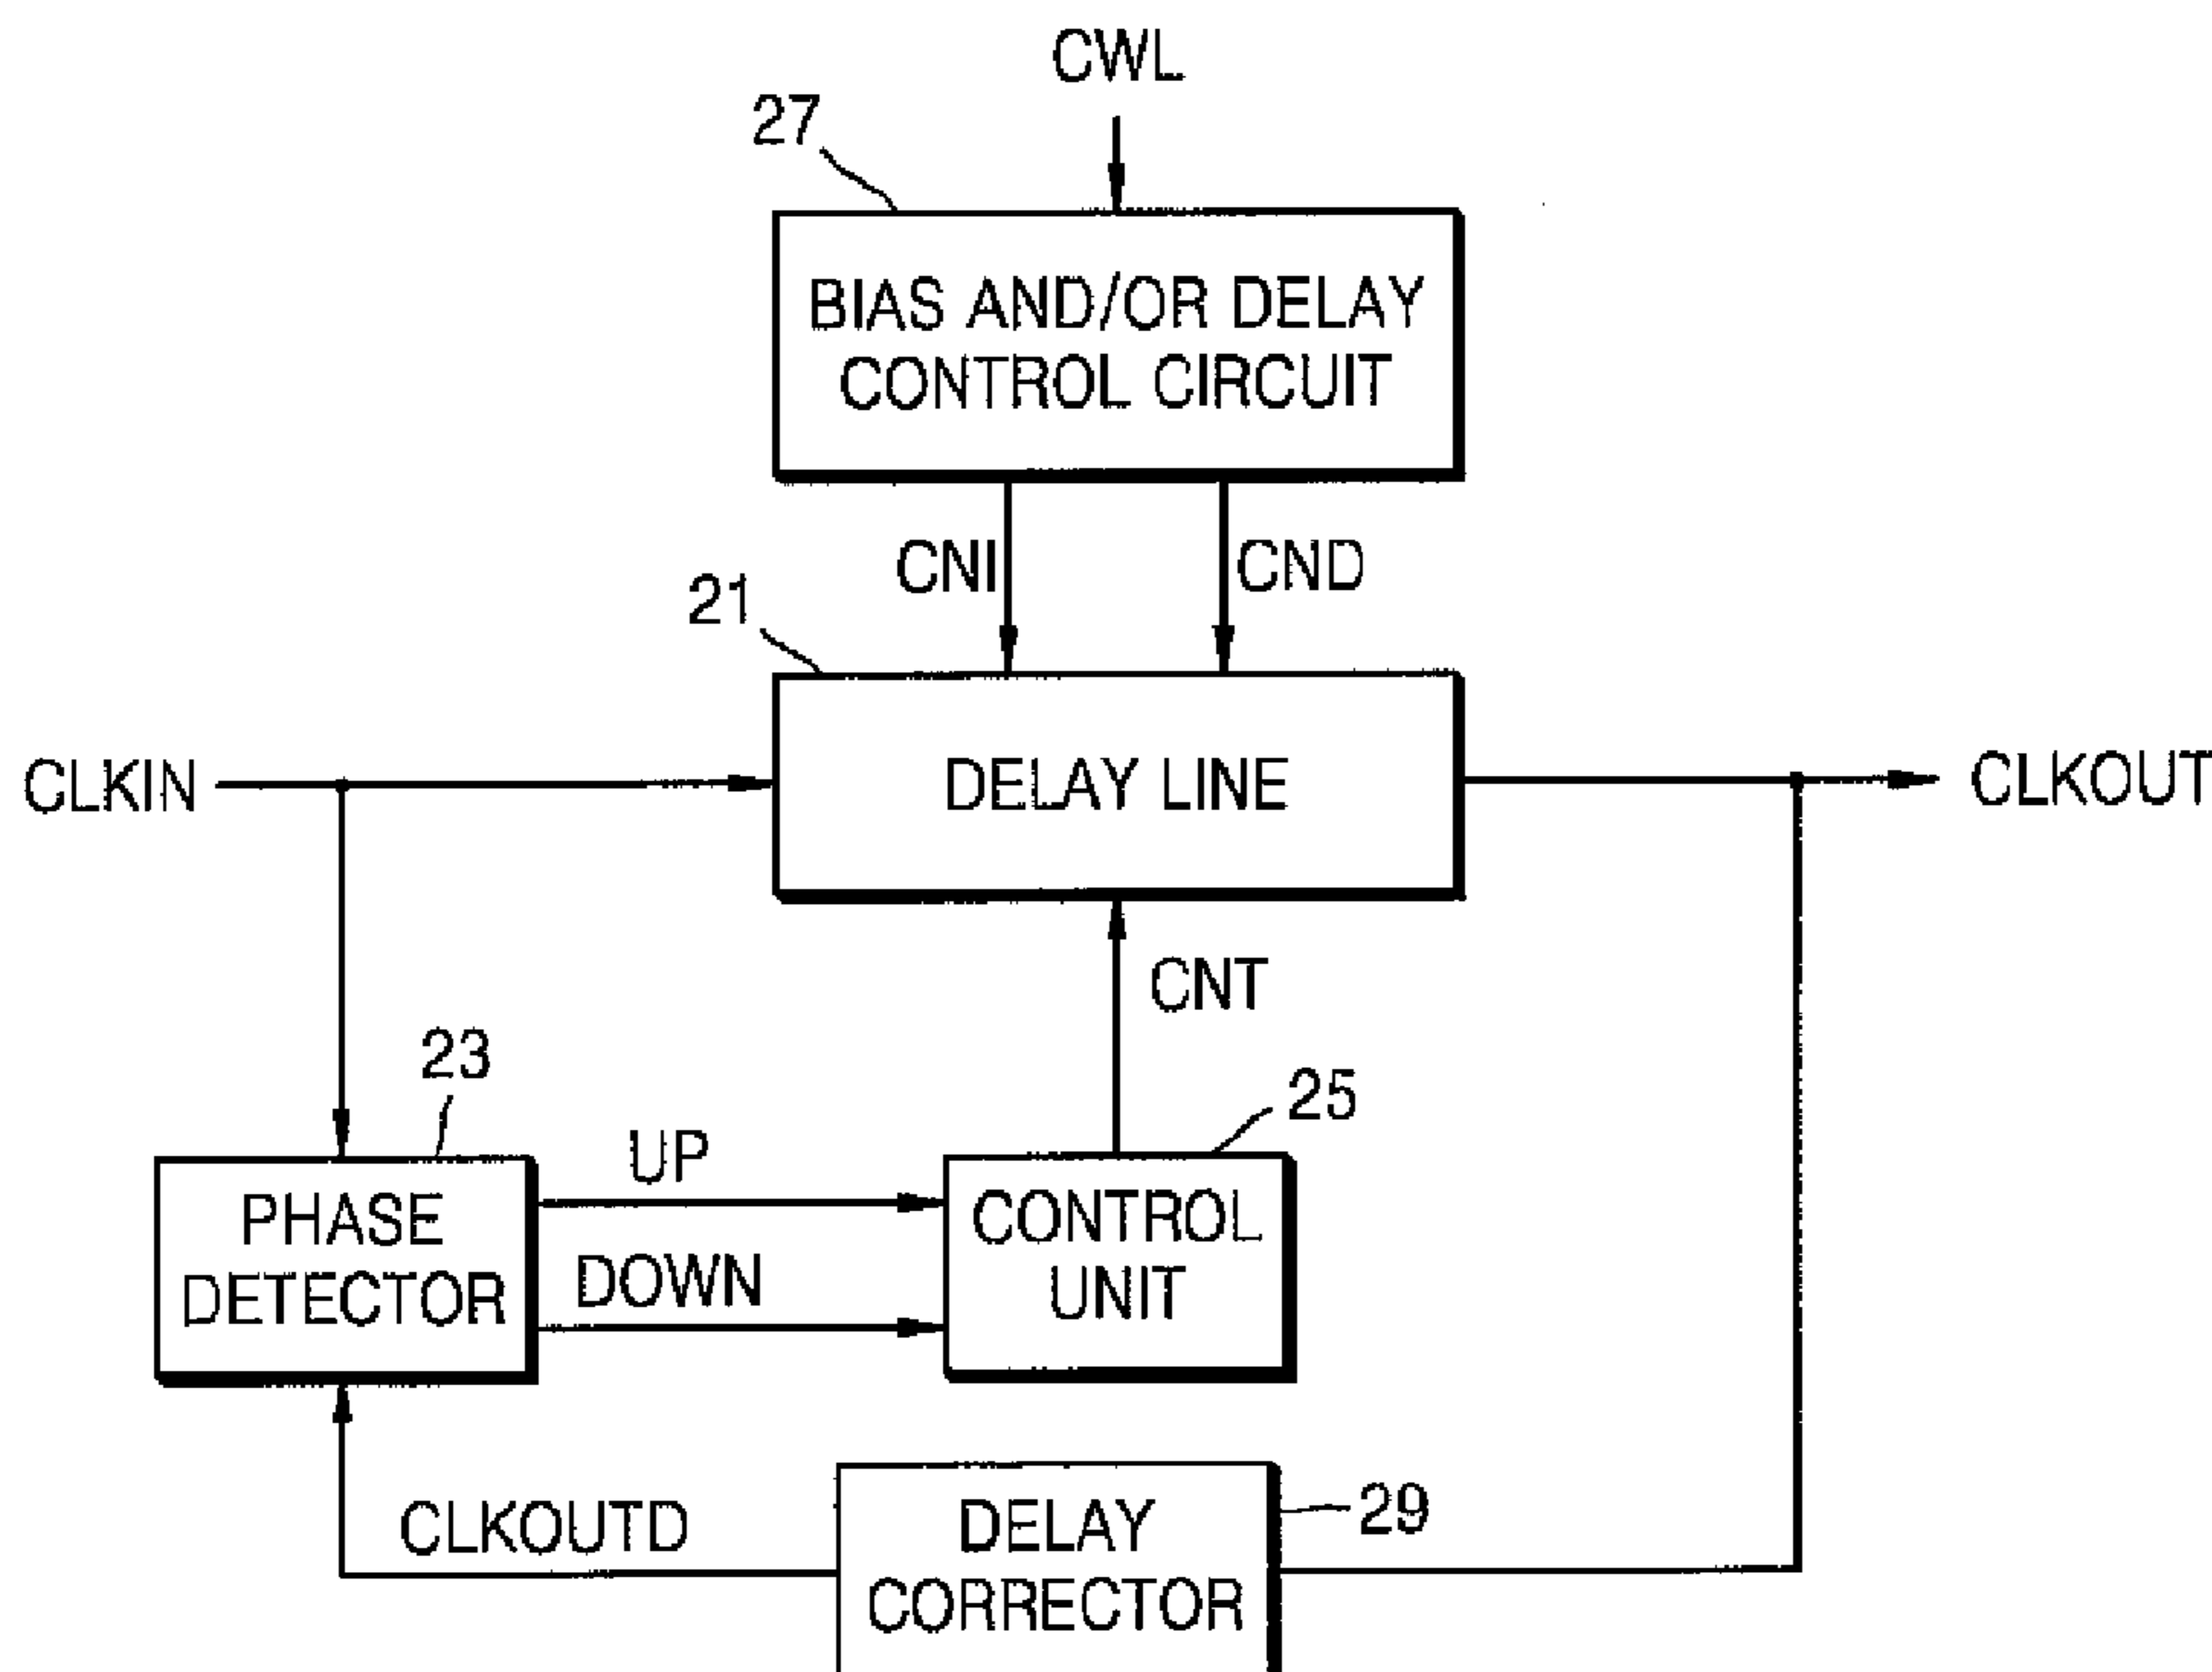 CWL
27
BIAS AND/OR DELAY
CONTROL CIRCUIT
CNI
CND
21
CLKIN
DELAY LINE
CLKOUT
CNT
23
25
UP
PHASE
DETECTOR
DOWN
CONTROL
UNIT
CLKOUTD
DELAY
CORRECTOR
29